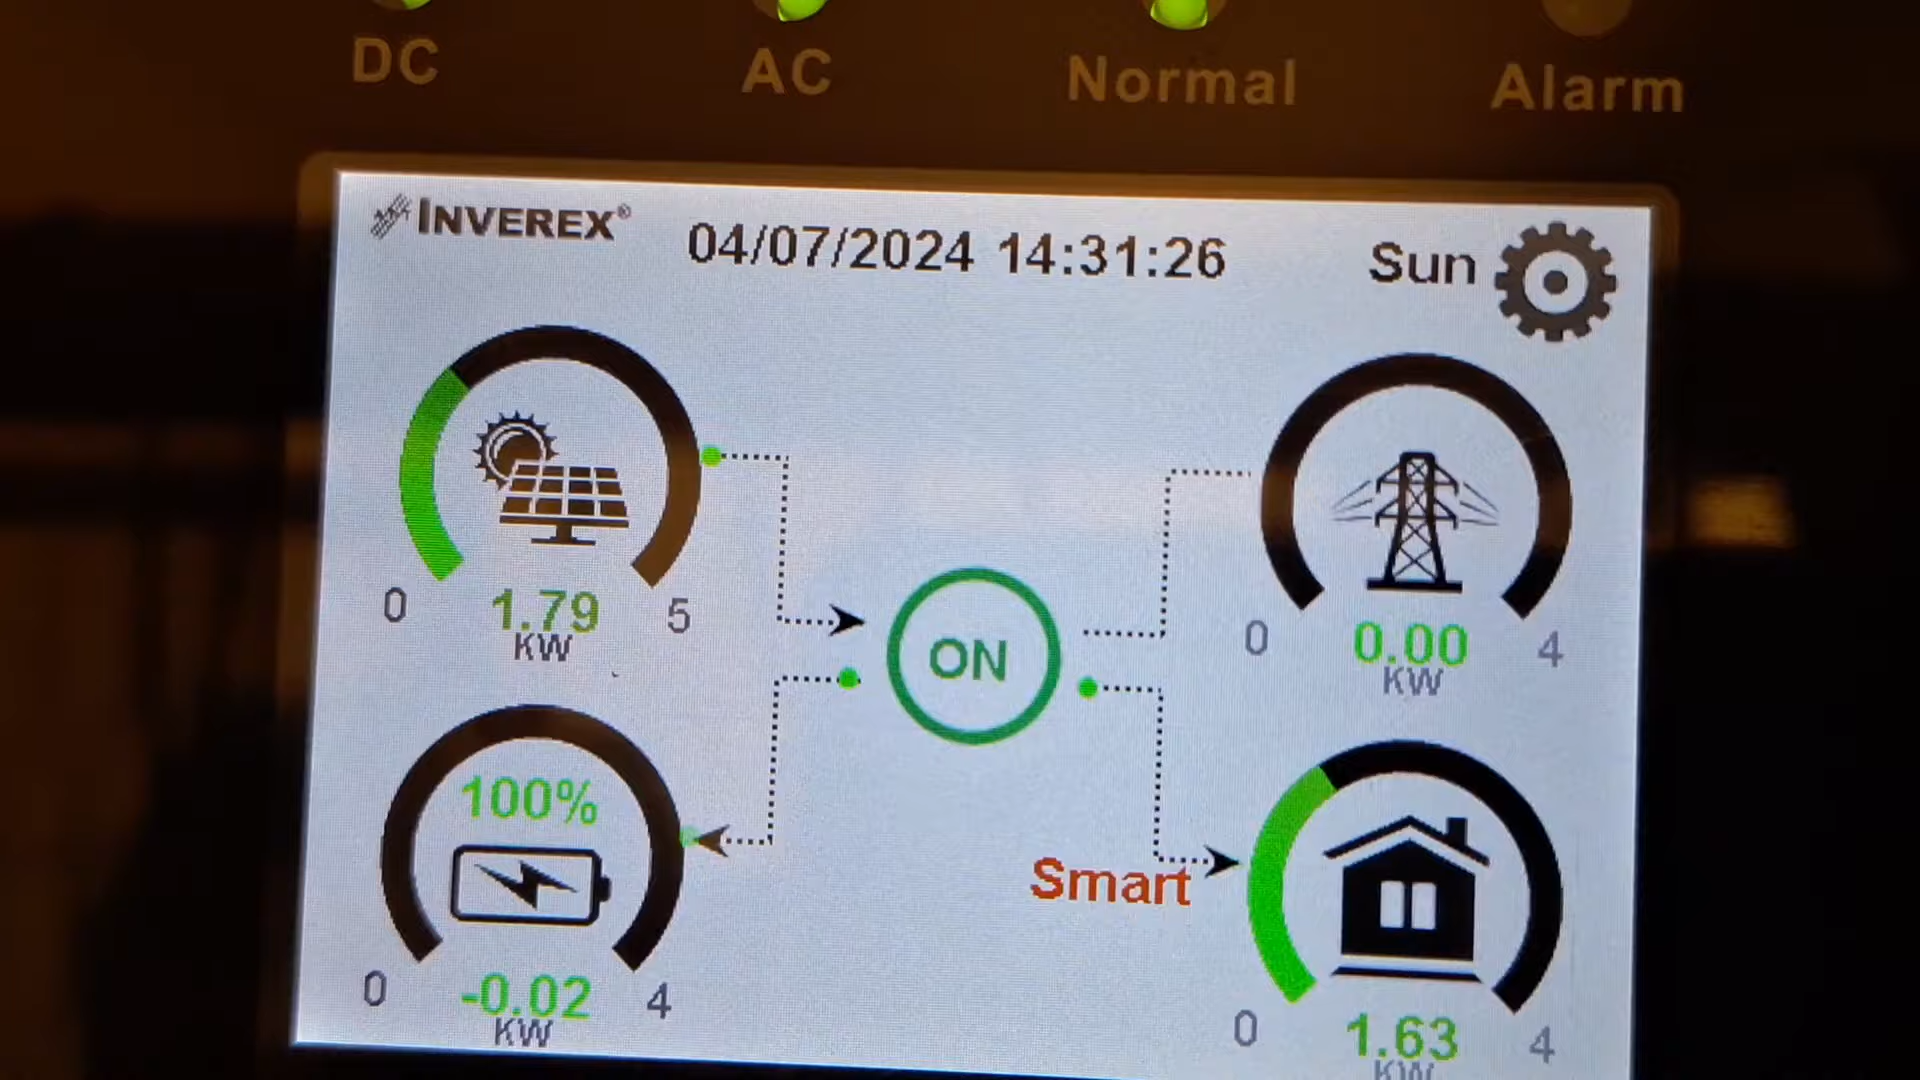 DC AC Normal Alarm
INVEREX® 04/07/2024 14:31:26 Sun
0 1.79 5
KW
0 0.00 4
KW
ON
100%
Smart
0 -0.02 4
KW
0 1.63 4
KW